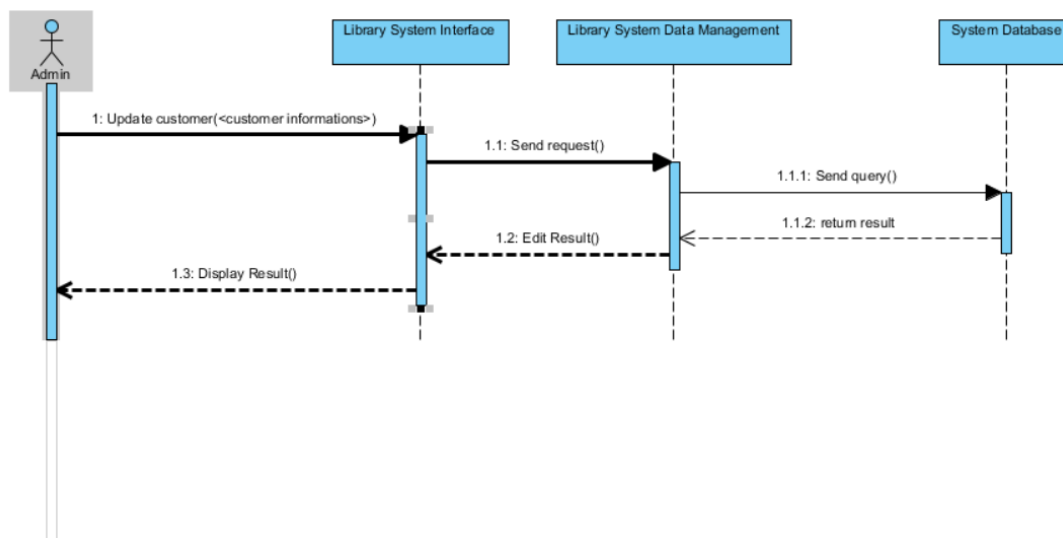 Library System Interface
Library System Data Management
System Database
Admin
1: Update customer(<customer informations>)
1.1: Send request()
1.1.1: Send query()
1.1.2: return result
1.2: Edit Result()
1.3: Display Result()